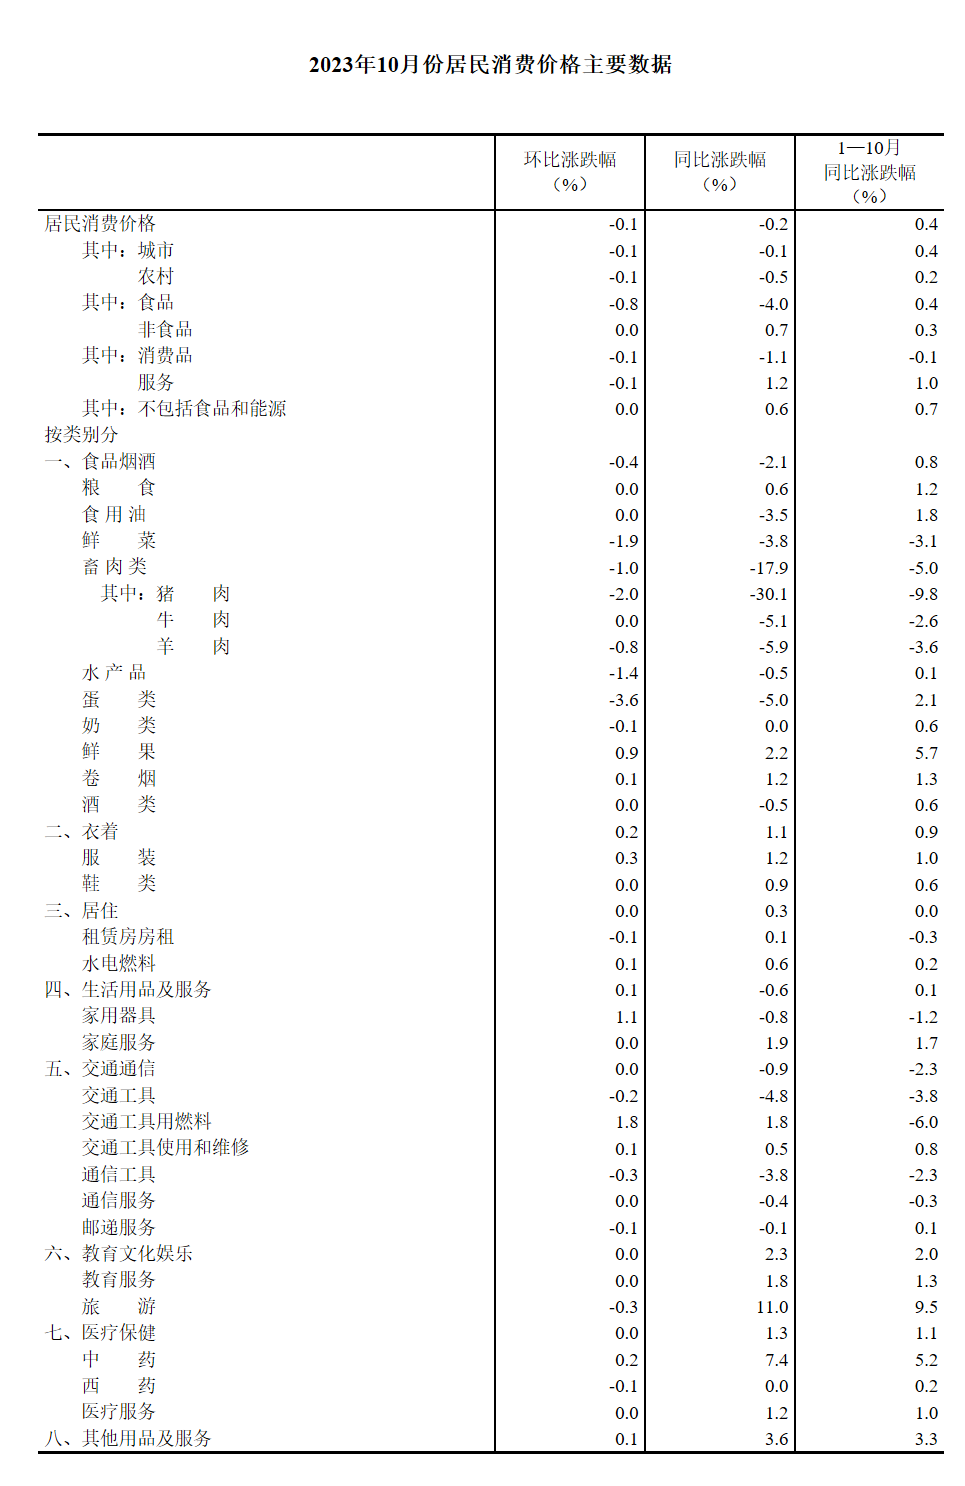 2023年10月份居民消费价格主要数据
环比涨跌幅（%） 同比涨跌幅（%） 1—10月同比涨跌幅（%）
居民消费价格 -0.1 -0.2 0.4
其中：城市 -0.1 -0.1 0.4
农村 -0.1 -0.5 0.2
其中：食品 -0.8 -4.0 0.4
非食品 0.0 0.7 0.3
其中：消费品 -0.1 -1.1 -0.1
服务 -0.1 1.2 1.0
其中：不包括食品和能源 0.0 0.6 0.7
按类别分
一、食品烟酒 -0.4 -2.1 0.8
粮 食 0.0 0.6 1.2
食 用 油 0.0 -3.5 1.8
鲜 菜 -1.9 -3.8 -3.1
畜 肉 类 -1.0 -17.9 -5.0
其中：猪 肉 -2.0 -30.1 -9.8
牛 肉 0.0 -5.1 -2.6
羊 肉 -0.8 -5.9 -3.6
水 产 品 -1.4 -0.5 0.1
蛋 类 -3.6 -5.0 2.1
奶 类 -0.1 0.0 0.6
鲜 果 0.9 2.2 5.7
卷 烟 0.1 1.2 1.3
酒 类 0.0 -0.5 0.6
二、衣着 0.2 1.1 0.9
服 装 0.3 1.2 1.0
鞋 类 0.0 0.9 0.6
三、居住 0.0 0.3 0.0
租赁房房租 -0.1 0.1 -0.3
水电燃料 0.1 0.6 0.2
四、生活用品及服务 0.1 -0.6 0.1
家用器具 1.1 -0.8 -1.2
家庭服务 0.0 1.9 1.7
五、交通通信 0.0 -0.9 -2.3
交通工具 -0.2 -4.8 -3.8
交通工具用燃料 1.8 1.8 -6.0
交通工具使用和维修 0.1 0.5 0.8
通信工具 -0.3 -3.8 -2.3
通信服务 0.0 -0.4 -0.3
邮递服务 -0.1 -0.1 0.1
六、教育文化娱乐 0.0 2.3 2.0
教育服务 0.0 1.8 1.3
旅 游 -0.3 11.0 9.5
七、医疗保健 0.0 1.3 1.1
中 药 0.2 7.4 5.2
西 药 -0.1 0.0 0.2
医疗服务 0.0 1.2 1.0
八、其他用品及服务 0.1 3.6 3.3